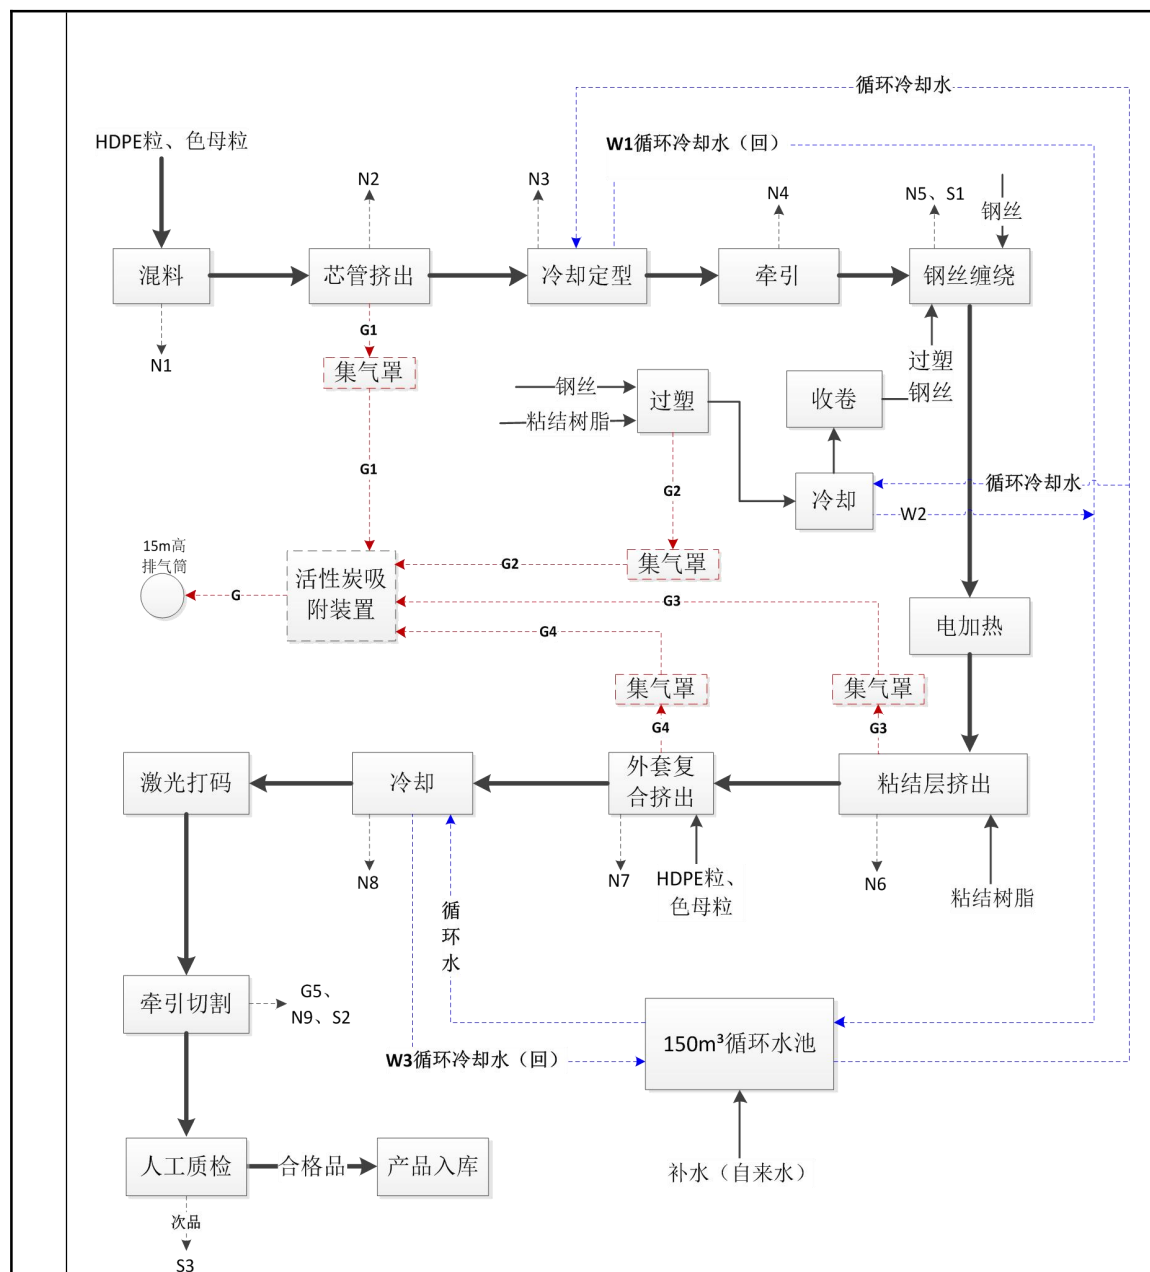 循环冷却水
HDPE粒、色母粒
W1循环冷却水（回）
N2
N3
N4
N5、S1
钢丝
混料
芯管挤出
冷却定型
牵引
钢丝缠绕
N1
G1
集气罩
钢丝
粘结树脂
过塑
收卷
过塑
钢丝
G1
G2
冷却
循环冷却水
W2
15m高
排气筒
活性炭吸
附装置
G2
集气罩
G
G3
G4
电加热
集气罩
集气罩
G4
G3
激光打码
冷却
外套复
合挤出
粘结层挤出
N8
N7
HDPE粒、
色母粒
N6
粘结树脂
循
环
水
牵引切割
G5、
N9、S2
150m³循环水池
W3循环冷却水（回）
人工质检
合格品
产品入库
补水（自来水）
次品
S3